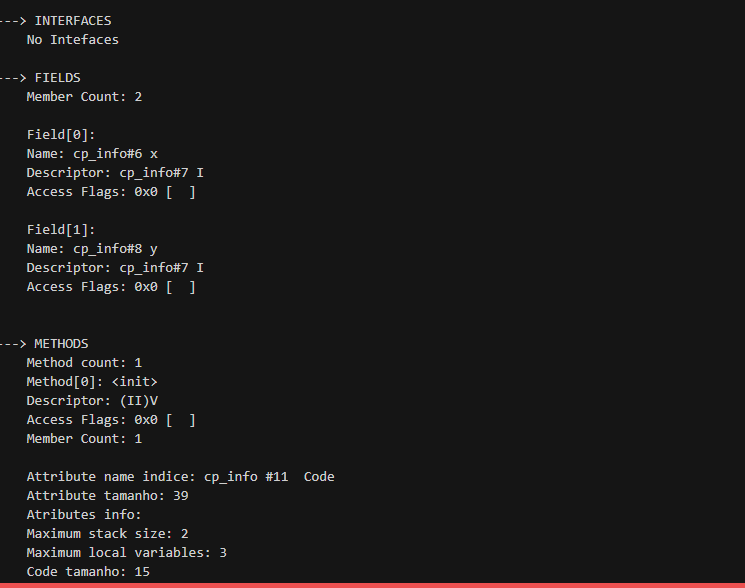 ---> INTERFACES
No Intefaces
---> FIELDS
Member Count: 2
Field[0]:
Name: cp_info#6 x
Descriptor: cp_info#7 I
Access Flags: 0x0 [  ]
Field[1]:
Name: cp_info#8 y
Descriptor: cp_info#7 I
Access Flags: 0x0 [  ]
---> METHODS
Method count: 1
Method[0]: <init>
Descriptor: (II)V
Access Flags: 0x0 [  ]
Member Count: 1
Attribute name indice: cp_info #11  Code
Attribute tamanho: 39
Atributes info:
Maximum stack size: 2
Maximum local variables: 3
Code tamanho: 15